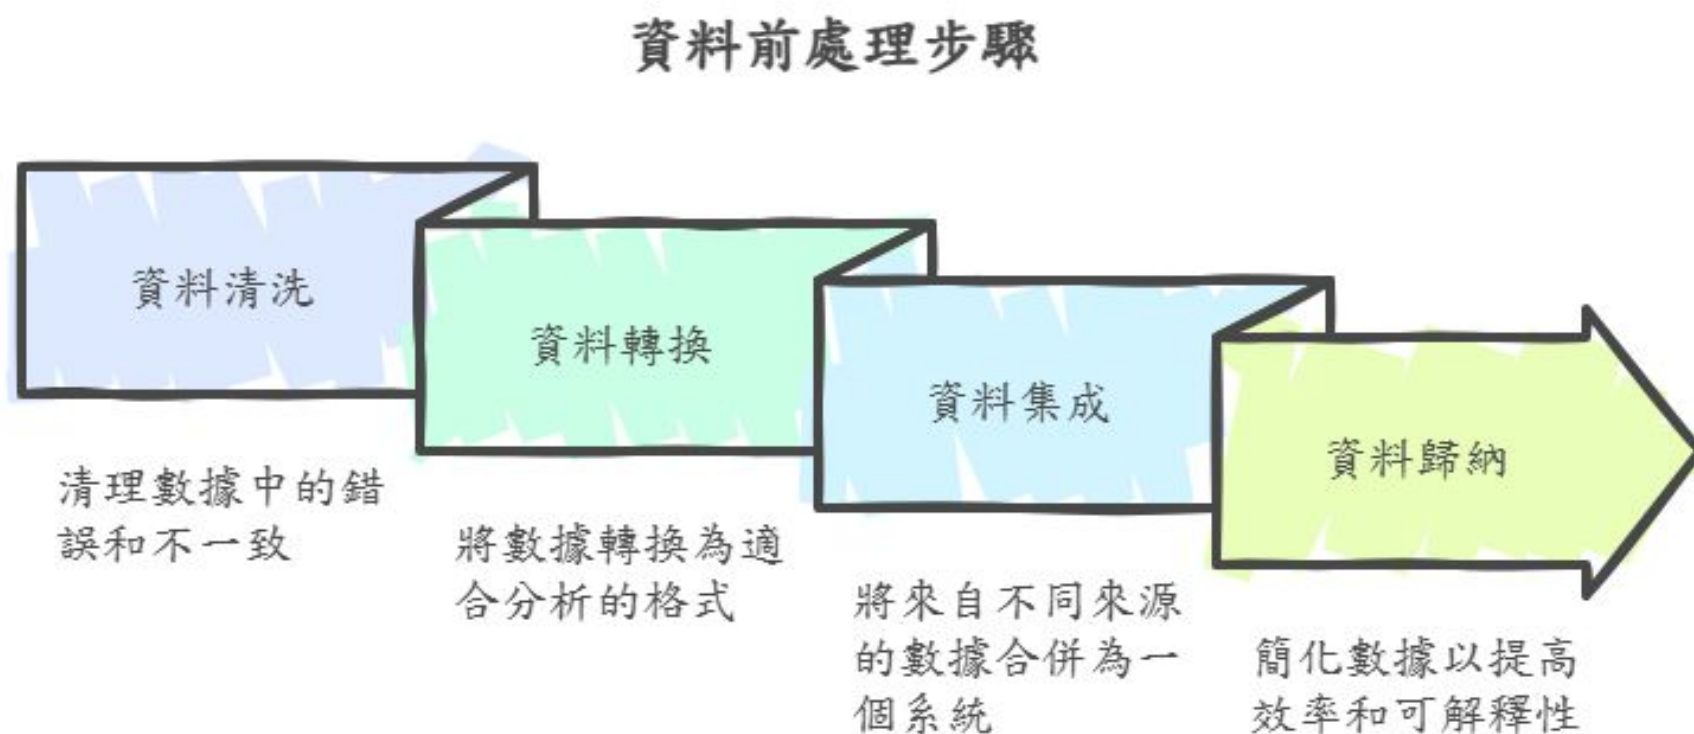 資料前處理步驟
資料清洗
清理數據中的錯
誤和不一致
資料轉換
將數據轉換為適
合分析的格式
資料集成
將來自不同來源
的數據合併為一
個系統
資料歸納
簡化數據以提高
效率和可解釋性